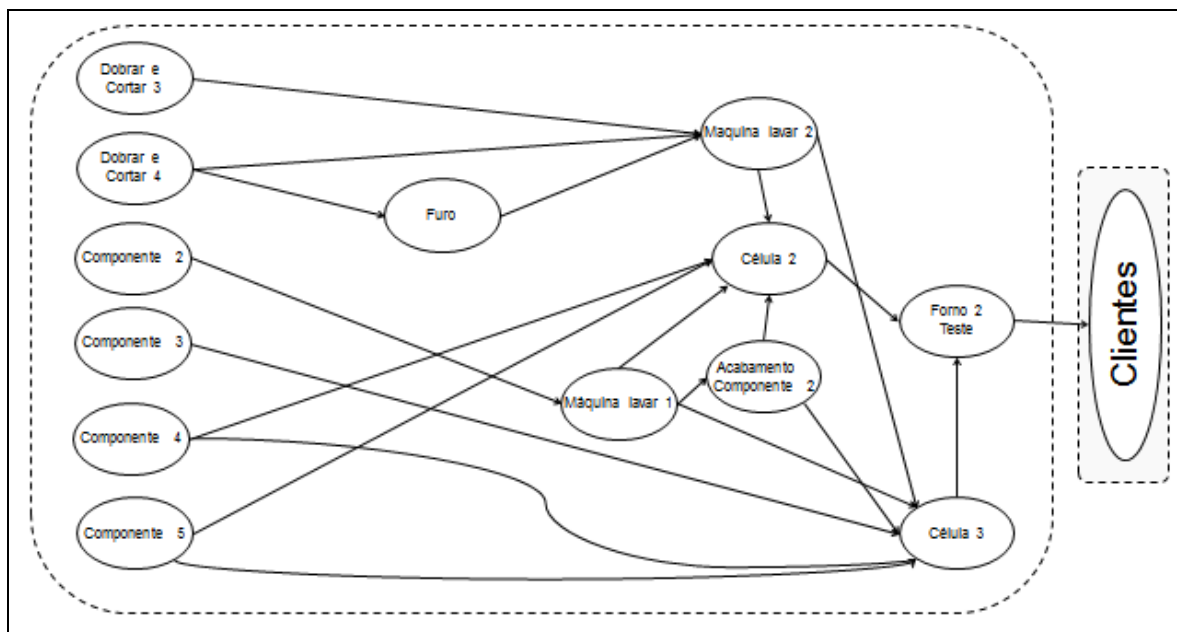 Dobrar e
Cortar 3
Dobrar e
Cortar 4
Furo
Maquina lavar 2
Componente 2
Célula 2
Componente 3
Forno 2
Teste
Clientes
Acabamento
Componente 2
Máquina lavar 1
Componente 4
Componente 5
Célula 3